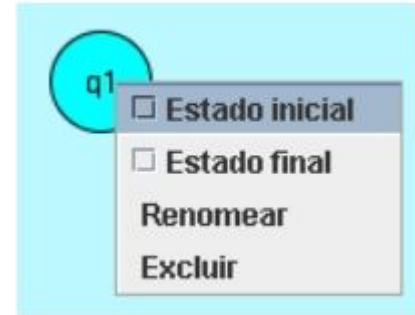 q1
Estado inicial
Estado final
Renomear
Excluir